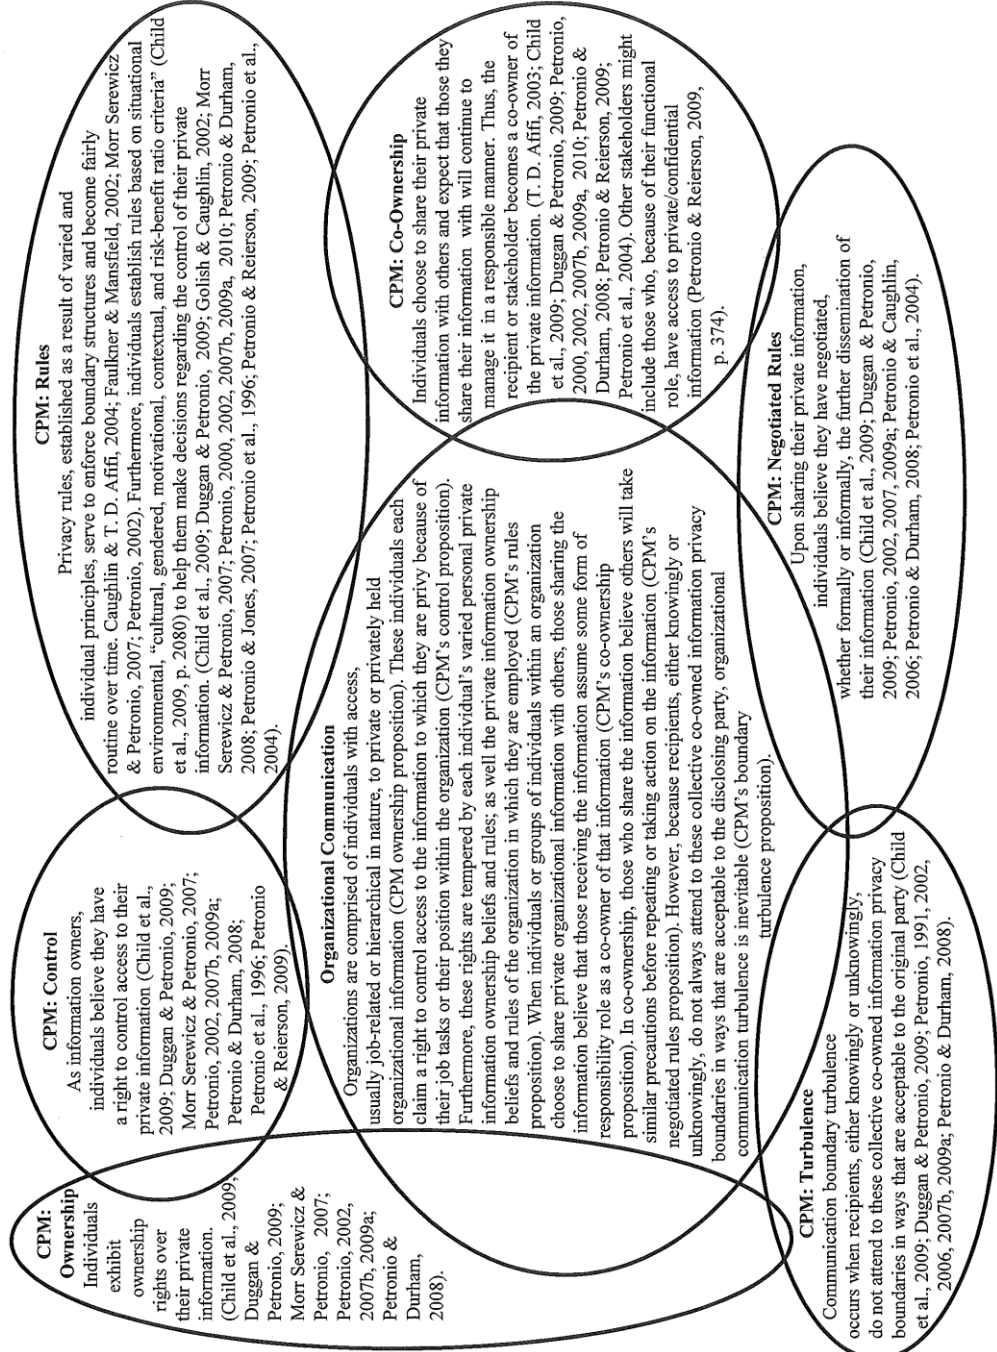 CPM:
Ownership
Individuals
exhibit
ownership
rights over
their private
information.
(Child et al., 2009;
Duggan &
Petronio, 2009;
Morr Serewicz &
Petronio, 2007;
Petronio, 2002,
2007b, 2009a;
Petronio &
Durham,
2008).
CPM: Control
As information owners,
individuals believe they have
a right to control access to their
private information (Child et al.,
2009; Duggan & Petronio, 2009;
Morr Serewicz & Petronio, 2007;
Petronio, 2002, 2007b, 2009a;
Petronio & Durham, 2008;
Petronio et al., 1996; Petronio
& Reierson, 2009).
CPM: Rules
Privacy rules, established as a result of varied and
individual principles, serve to enforce boundary structures and become fairly
routine over time. Caughlin & T. D. Afifi, 2004; Faulkner & Mansfield, 2002; Morr Serewicz
& Petronio, 2007; Petronio, 2002). Furthermore, individuals establish rules based on situational
environmental, "cultural, gendered, motivational, contextual, and risk-benefit ratio criteria" (Child
et al., 2009, p. 2080) to help them make decisions regarding the control of their private
information. (Child et al., 2009; Duggan & Petronio, 2009; Golish & Caughlin, 2002; Morr
Serewicz & Petronio, 2007; Petronio, 2000, 2002, 2007b, 2009a, 2010; Petronio & Durham,
2008; Petronio & Jones, 2007; Petronio et al., 1996; Petronio & Reierson, 2009; Petronio et al.,
2004).
Organizational Communication
Organizations are comprised of individuals with access,
usually job-related or hierarchical in nature, to private or privately held
organizational information (CPM ownership proposition). These individuals each
claim a right to control access to the information to which they are privy because of
their job tasks or their position within the organization (CPM's control proposition).
Furthermore, these rights are tempered by each individual's varied personal private
information ownership beliefs and rules; as well the private information ownership
beliefs and rules of the organization in which they are employed (CPM's rules
proposition). When individuals or groups of individuals within an organization
choose to share private organizational information with others, those sharing the
information believe that those receiving the information assume some form of
responsibility role as a co-owner of that information (CPM's co-ownership
proposition). In co-ownership, those who share the information believe others will take
similar precautions before repeating or taking action on the information (CPM's
negotiated rules proposition). However, because recipients, either knowingly or
unknowingly, do not always attend to these collective co-owned information privacy
boundaries in ways that are acceptable to the disclosing party, organizational
communication turbulence is inevitable (CPM's boundary
turbulence proposition).
CPM: Co-Ownership
Individuals choose to share their private
information with others and expect that those they
share their information with will continue to
manage it in a responsible manner. Thus, the
recipient or stakeholder becomes a co-owner of
the private information. (T. D. Afifi, 2003; Child
et al., 2009; Duggan & Petronio, 2009; Petronio,
2000, 2002, 2007b, 2009a, 2010; Petronio &
Durham, 2008; Petronio & Reierson, 2009;
Petronio et al., 2004). Other stakeholders might
include those who, because of their functional
role, have access to private/confidential
information (Petronio & Reierson, 2009,
p. 374).
CPM: Turbulence
Communication boundary turbulence
occurs when recipients, either knowingly or unknowingly,
do not attend to these collective co-owned information privacy
boundaries in ways that are acceptable to the original party (Child
et al., 2009; Duggan & Petronio, 2009; Petronio, 1991, 2002,
2006, 2007b, 2009a; Petronio & Durham, 2008).
CPM: Negotiated Rules
Upon sharing their private information,
individuals believe they have negotiated,
whether formally or informally, the further dissemination of
their information (Child et al., 2009; Duggan & Petronio,
2009; Petronio, 2002, 2007, 2009a; Petronio & Caughlin,
2006; Petronio & Durham, 2008; Petronio et al., 2004).